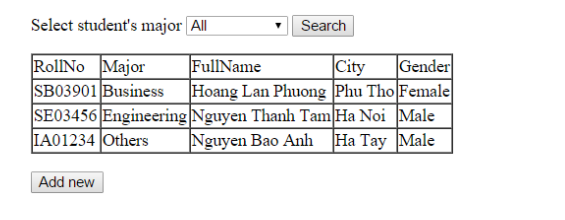 Select student's major All Search
RollNo Major FullName City Gender
SB03901 Business Hoang Lan Phuong Phu Tho Female
SE03456 Engineering Nguyen Thanh Tam Ha Noi Male
IA01234 Others Nguyen Bao Anh Ha Tay Male
Add new